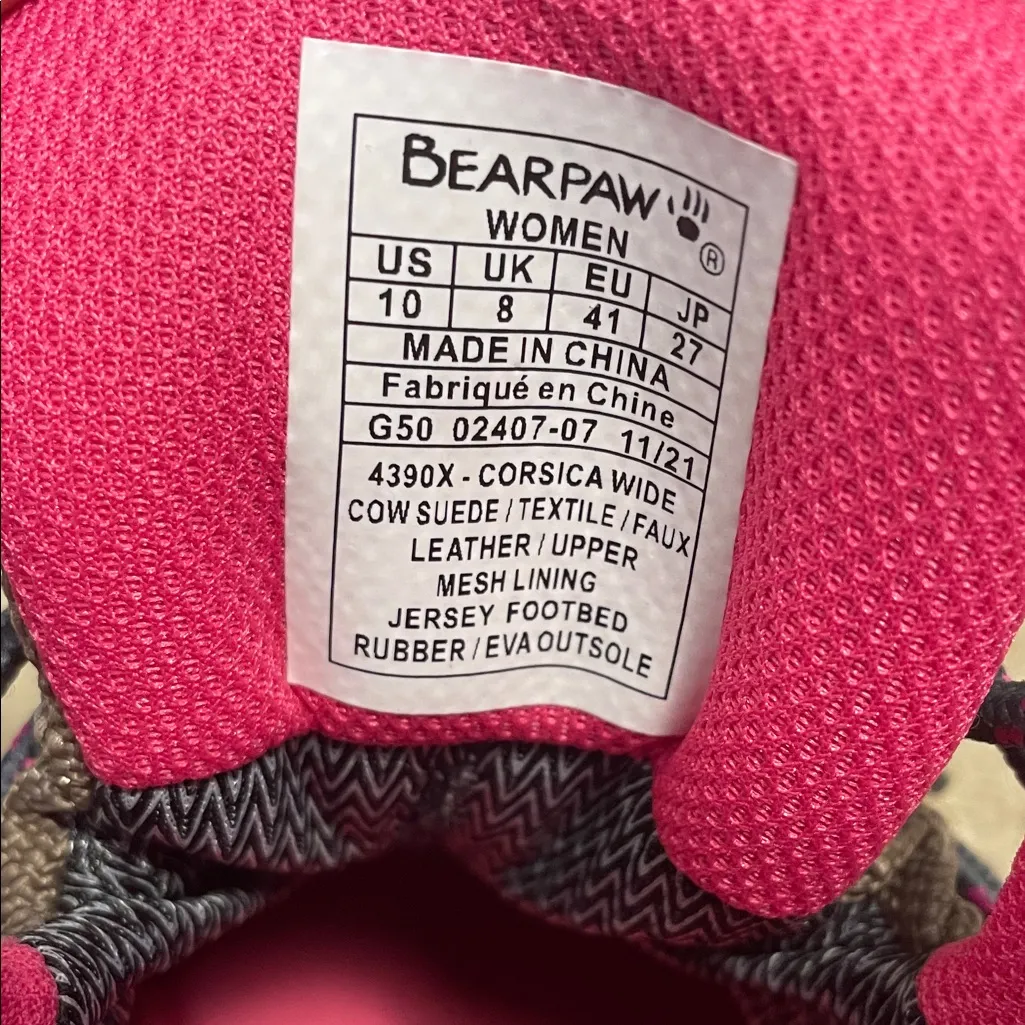 BEARPAW ®
WOMEN
US UK EU JP
10 8 41 27
MADE IN CHINA
Fabriqué en Chine
G50 02407-07 11/21
4390X - CORSICA WIDE
COW SUEDE / TEXTILE / FAUX
LEATHER / UPPER
MESH LINING
JERSEY FOOTBED
RUBBER / EVA OUTSOLE